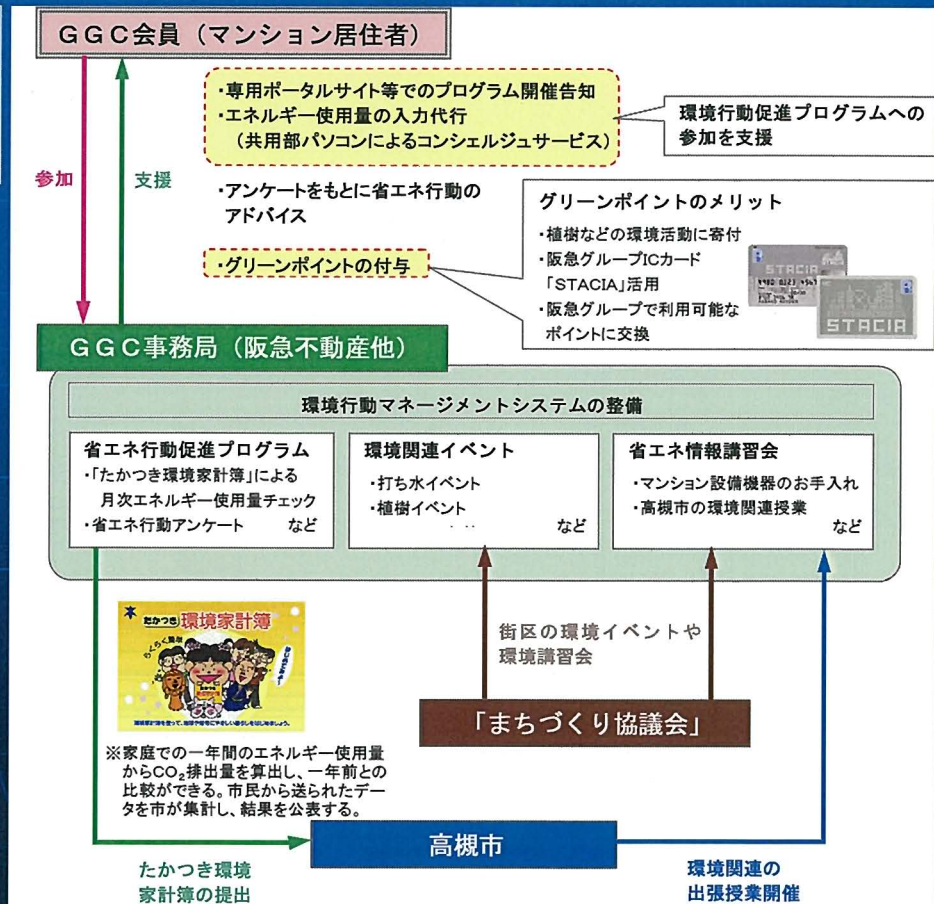 GGC会員（マンション居住者）
・専用ポータルサイト等でのプログラム開催告知
・エネルギー使用量の入力代行
（共用部パソコンによるコンシェルジュサービス）
環境行動促進プログラムへの
参加を支援
参加
支援
・アンケートをもとに省エネ行動の
アドバイス
・グリーンポイントの付与
グリーンポイントのメリット
・植樹などの環境活動に寄付
・阪急グループICカード
「STACIA」活用
・阪急グループで利用可能な
ポイントに交換
STACIA
STACIA
GGC事務局（阪急不動産他）
環境行動マネージメントシステムの整備
省エネ行動促進プログラム
・「たかつき環境家計簿」による
月次エネルギー使用量チェック
・省エネ行動アンケート　など
環境関連イベント
・打ち水イベント
・植樹イベント
など
省エネ情報講習会
・マンション設備機器のお手入れ
・高槻市の環境関連授業
など
たかつき 環境家計簿
街区の環境イベントや
環境講習会
「まちづくり協議会」
※家庭での一年間のエネルギー使用量
からCO₂排出量を算出し、一年前との
比較ができる。市民から送られたデー
タを市が集計し、結果を公表する。
高槻市
たかつき環境
家計簿の提出
環境関連の
出張授業開催